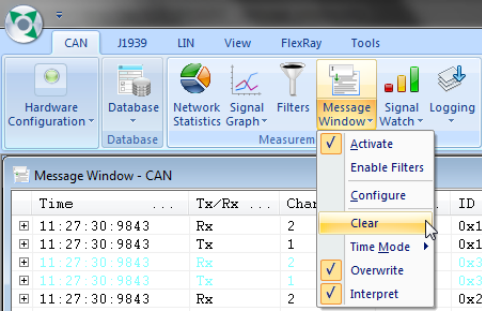 CAN J1939 LIN View FlexRay Tools
Hardware Configuration Database Network Statistics Signal Graph Filters Message Window Signal Watch Logging
Database Measurem
Activate
Enable Filters
Configure
Clear
Time Mode
Overwrite
Interpret
Message Window - CAN
Time ... Tx/Rx ... Chan . ID
11:27:30:9843 Rx 2 0x1
11:27:30:9843 Tx 1 0x1
11:27:30:9843 Rx 2 0x3
11:27:30:9843 Tx 1 0x3
11:27:30:9843 Rx 2 0x2